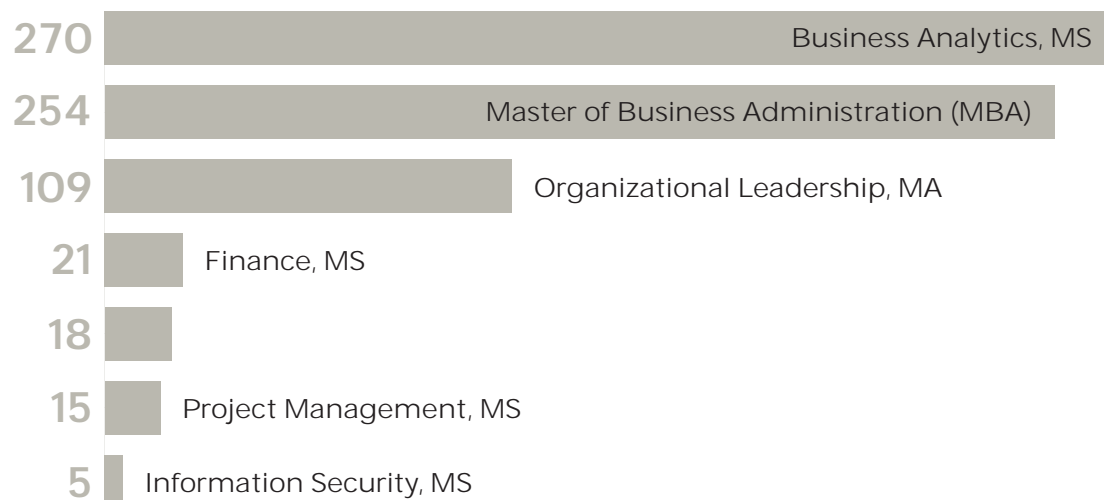 270 Business Analytics, MS
254 Master of Business Administration (MBA)
109 Organizational Leadership, MA
21 Finance, MS
18
15 Project Management, MS
5 Information Security, MS